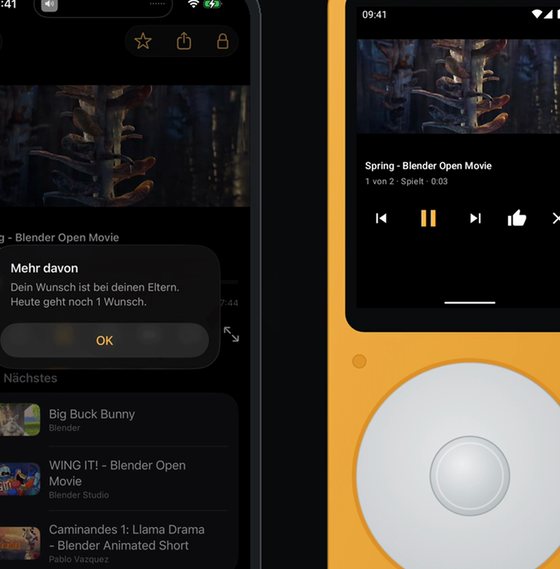 :41
g - Blender Open Movie
Mehr davon
Dein Wunsch ist bei deinen Eltern.
Heute geht noch 1 Wunsch.
7:44
OK
Nächstes
Big Buck Bunny
Blender
WING IT! - Blender Open
Movie
Blender Studio
Caminandes 1: Llama Drama
- Blender Animated Short
Pablo Vazquez
09:41
Spring - Blender Open Movie
1 von 2 · Spielt · 0:03